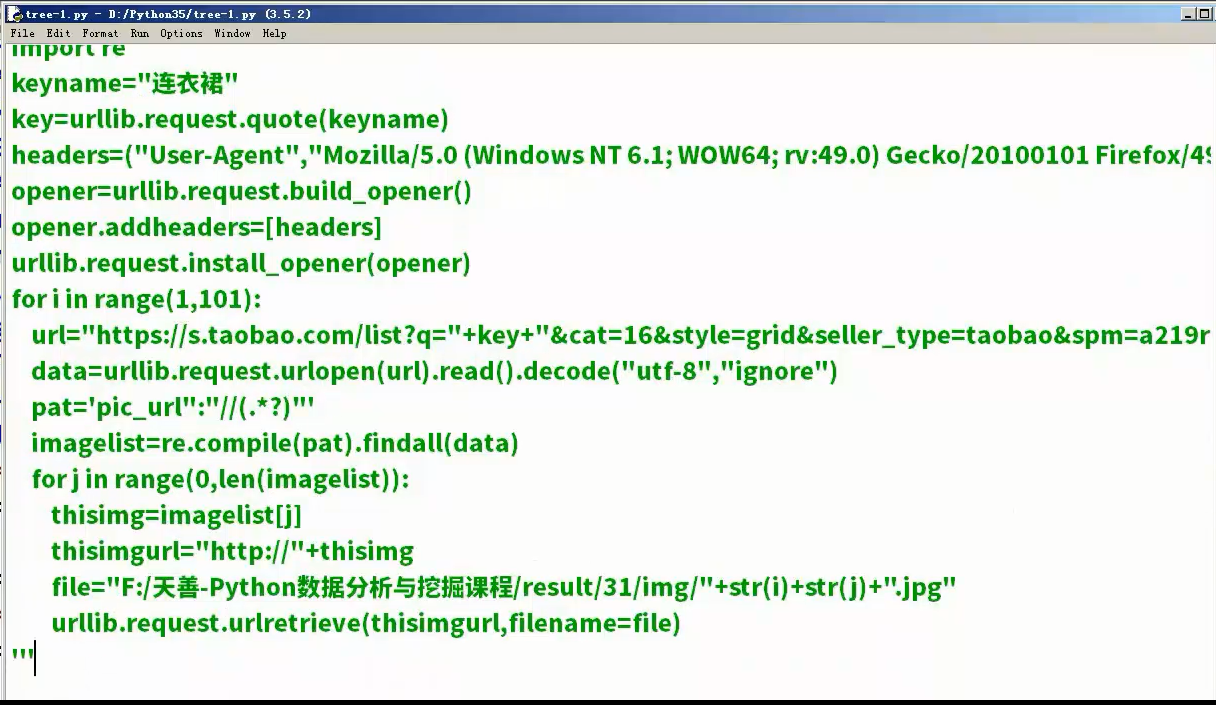 tree-1.py - D:/Python35/tree-1.py (3.5.2)
File Edit Format Run Options Window Help
import re
keyname="连衣裙"
key=urllib.request.quote(keyname)
headers=("User-Agent","Mozilla/5.0 (Windows NT 6.1; WOW64; rv:49.0) Gecko/20100101 Firefox/49
opener=urllib.request.build_opener()
opener.addheaders=[headers]
urllib.request.install_opener(opener)
for i in range(1,101):
    url="https://s.taobao.com/list?q="+key+"&cat=16&style=grid&seller_type=taobao&spm=a219r
    data=urllib.request.urlopen(url).read().decode("utf-8","ignore")
    pat='pic_url":"//(.*?)"'
    imagelist=re.compile(pat).findall(data)
    for j in range(0,len(imagelist)):
        thisimg=imagelist[j]
        thisimgurl="http://"+thisimg
        file="F:/天善-Python数据分析与挖掘课程/result/31/img/"+str(i)+str(j)+".jpg"
        urllib.request.urlretrieve(thisimgurl,filename=file)
'''